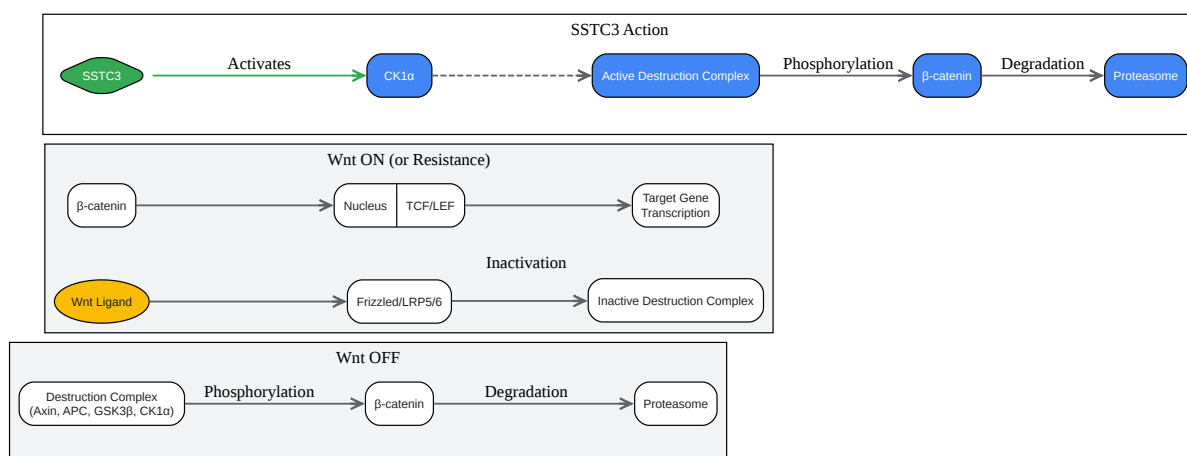 SSTC3 Action
SSTC3
Activates
CK1α
Active Destruction Complex
Phosphorylation
β-catenin
Degradation
Proteasome
Wnt ON (or Resistance)
β-catenin
Nucleus
TCF/LEF
Target Gene
Transcription
Wnt Ligand
Frizzled/LRP5/6
Inactivation
Inactive Destruction Complex
Wnt OFF
Destruction Complex
(Axin, APC, GSK3β, CK1α)
Phosphorylation
β-catenin
Degradation
Proteasome